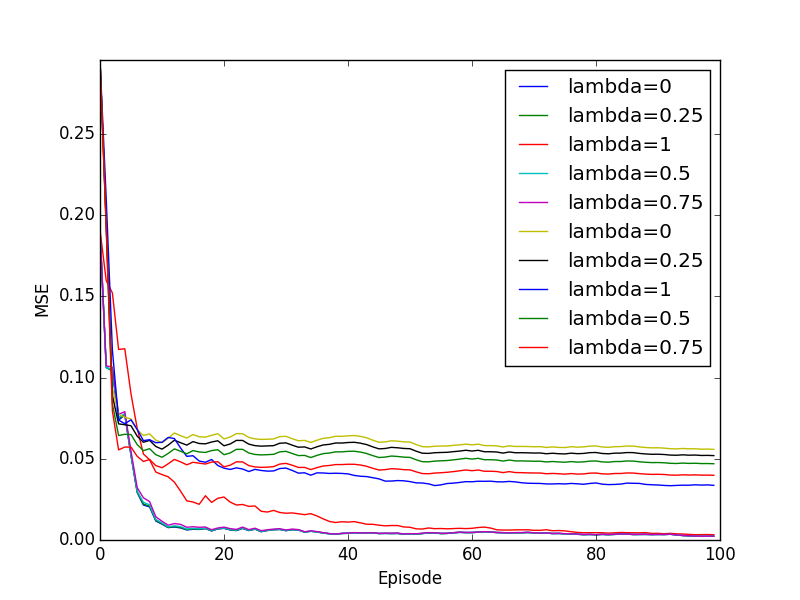 0.25
0.20
0.15
0.10
0.05
0.00
MSE
0
20
40
60
80
100
Episode
lambda=0
lambda=0.25
lambda=1
lambda=0.5
lambda=0.75
lambda=0
lambda=0.25
lambda=1
lambda=0.5
lambda=0.75